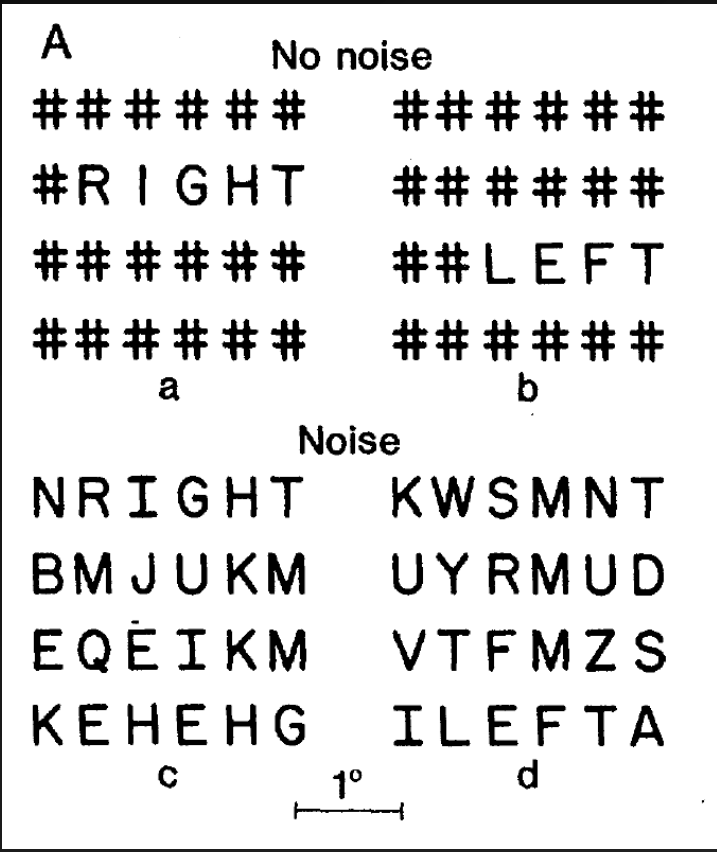 A
No noise
###### ######
#RIGHT ######
###### ##LEFT
###### ######
a b
Noise
NRIGHT KWSMNT
BMJUKM UYRMUD
EQEIKM VTFMZS
KEHEHG ILEFTA
c d
1°